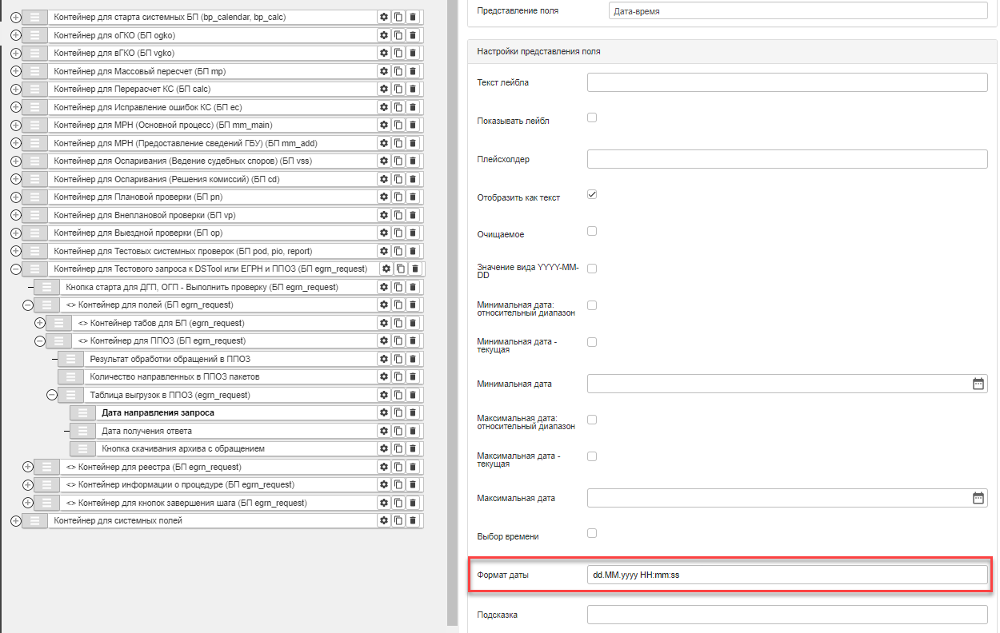 Контейнер для старта системных БП (bp_calendar, bp_calc)
Контейнер для оГКО (БП ogko)
Контейнер для вГКО (БП vgko)
Контейнер для Массовый пересчет (БП mp)
Контейнер для Перерасчет КС (БП calc)
Контейнер для Исправление ошибок КС (БП ec)
Контейнер для МРН (Основной процесс) (БП mm_main)
Контейнер для МРН (Предоставление сведений ГБУ) (БП mm_add)
Контейнер для Оспаривания (Ведение судебных споров) (БП vss)
Контейнер для Оспаривания (Решения комиссий) (БП cd)
Контейнер для Плановой проверки (БП pn)
Контейнер для Внеплановой проверки (БП vp)
Контейнер для Выездной проверки (БП op)
Контейнер для Тестовых системных проверок (БП pod, pio, report)
Контейнер для Тестового запроса к DSTool или ЕГРН и ППОЗ (БП egrn_request)
Кнопка старта для ДГП, ОГП - Выполнить проверку (БП egrn_request)
<> Контейнер для полей (БП egrn_request)
<> Контейнер табов для БП (egrn_request)
<> Контейнер для ППОЗ (БП egrn_request)
Результат обработки обращений в ППОЗ
Количество направленных в ППОЗ пакетов
Таблица выгрузок в ППОЗ (egrn_request)
Дата направления запроса
Дата получения ответа
Кнопка скачивания архива с обращением
<> Контейнер для реестра (БП egrn_request)
<> Контейнер информации о процедуре (БП egrn_request)
<> Контейнер для кнопок завершения шага (БП egrn_request)
Контейнер для системных полей
Представление поля
Дата-время
Настройки представления поля
Текст лейбла
Показывать лейбл
Плейсхолдер
Отобразить как текст
Очищаемое
Значение вида YYYY-MM-
DD
Минимальная дата:
относительный диапазон
Минимальная дата -
текущая
Минимальная дата
Максимальная дата:
относительный диапазон
Максимальная дата -
текущая
Максимальная дата
Выбор времени
Формат даты
dd.MM.yyyy HH:mm:ss
Подсказка